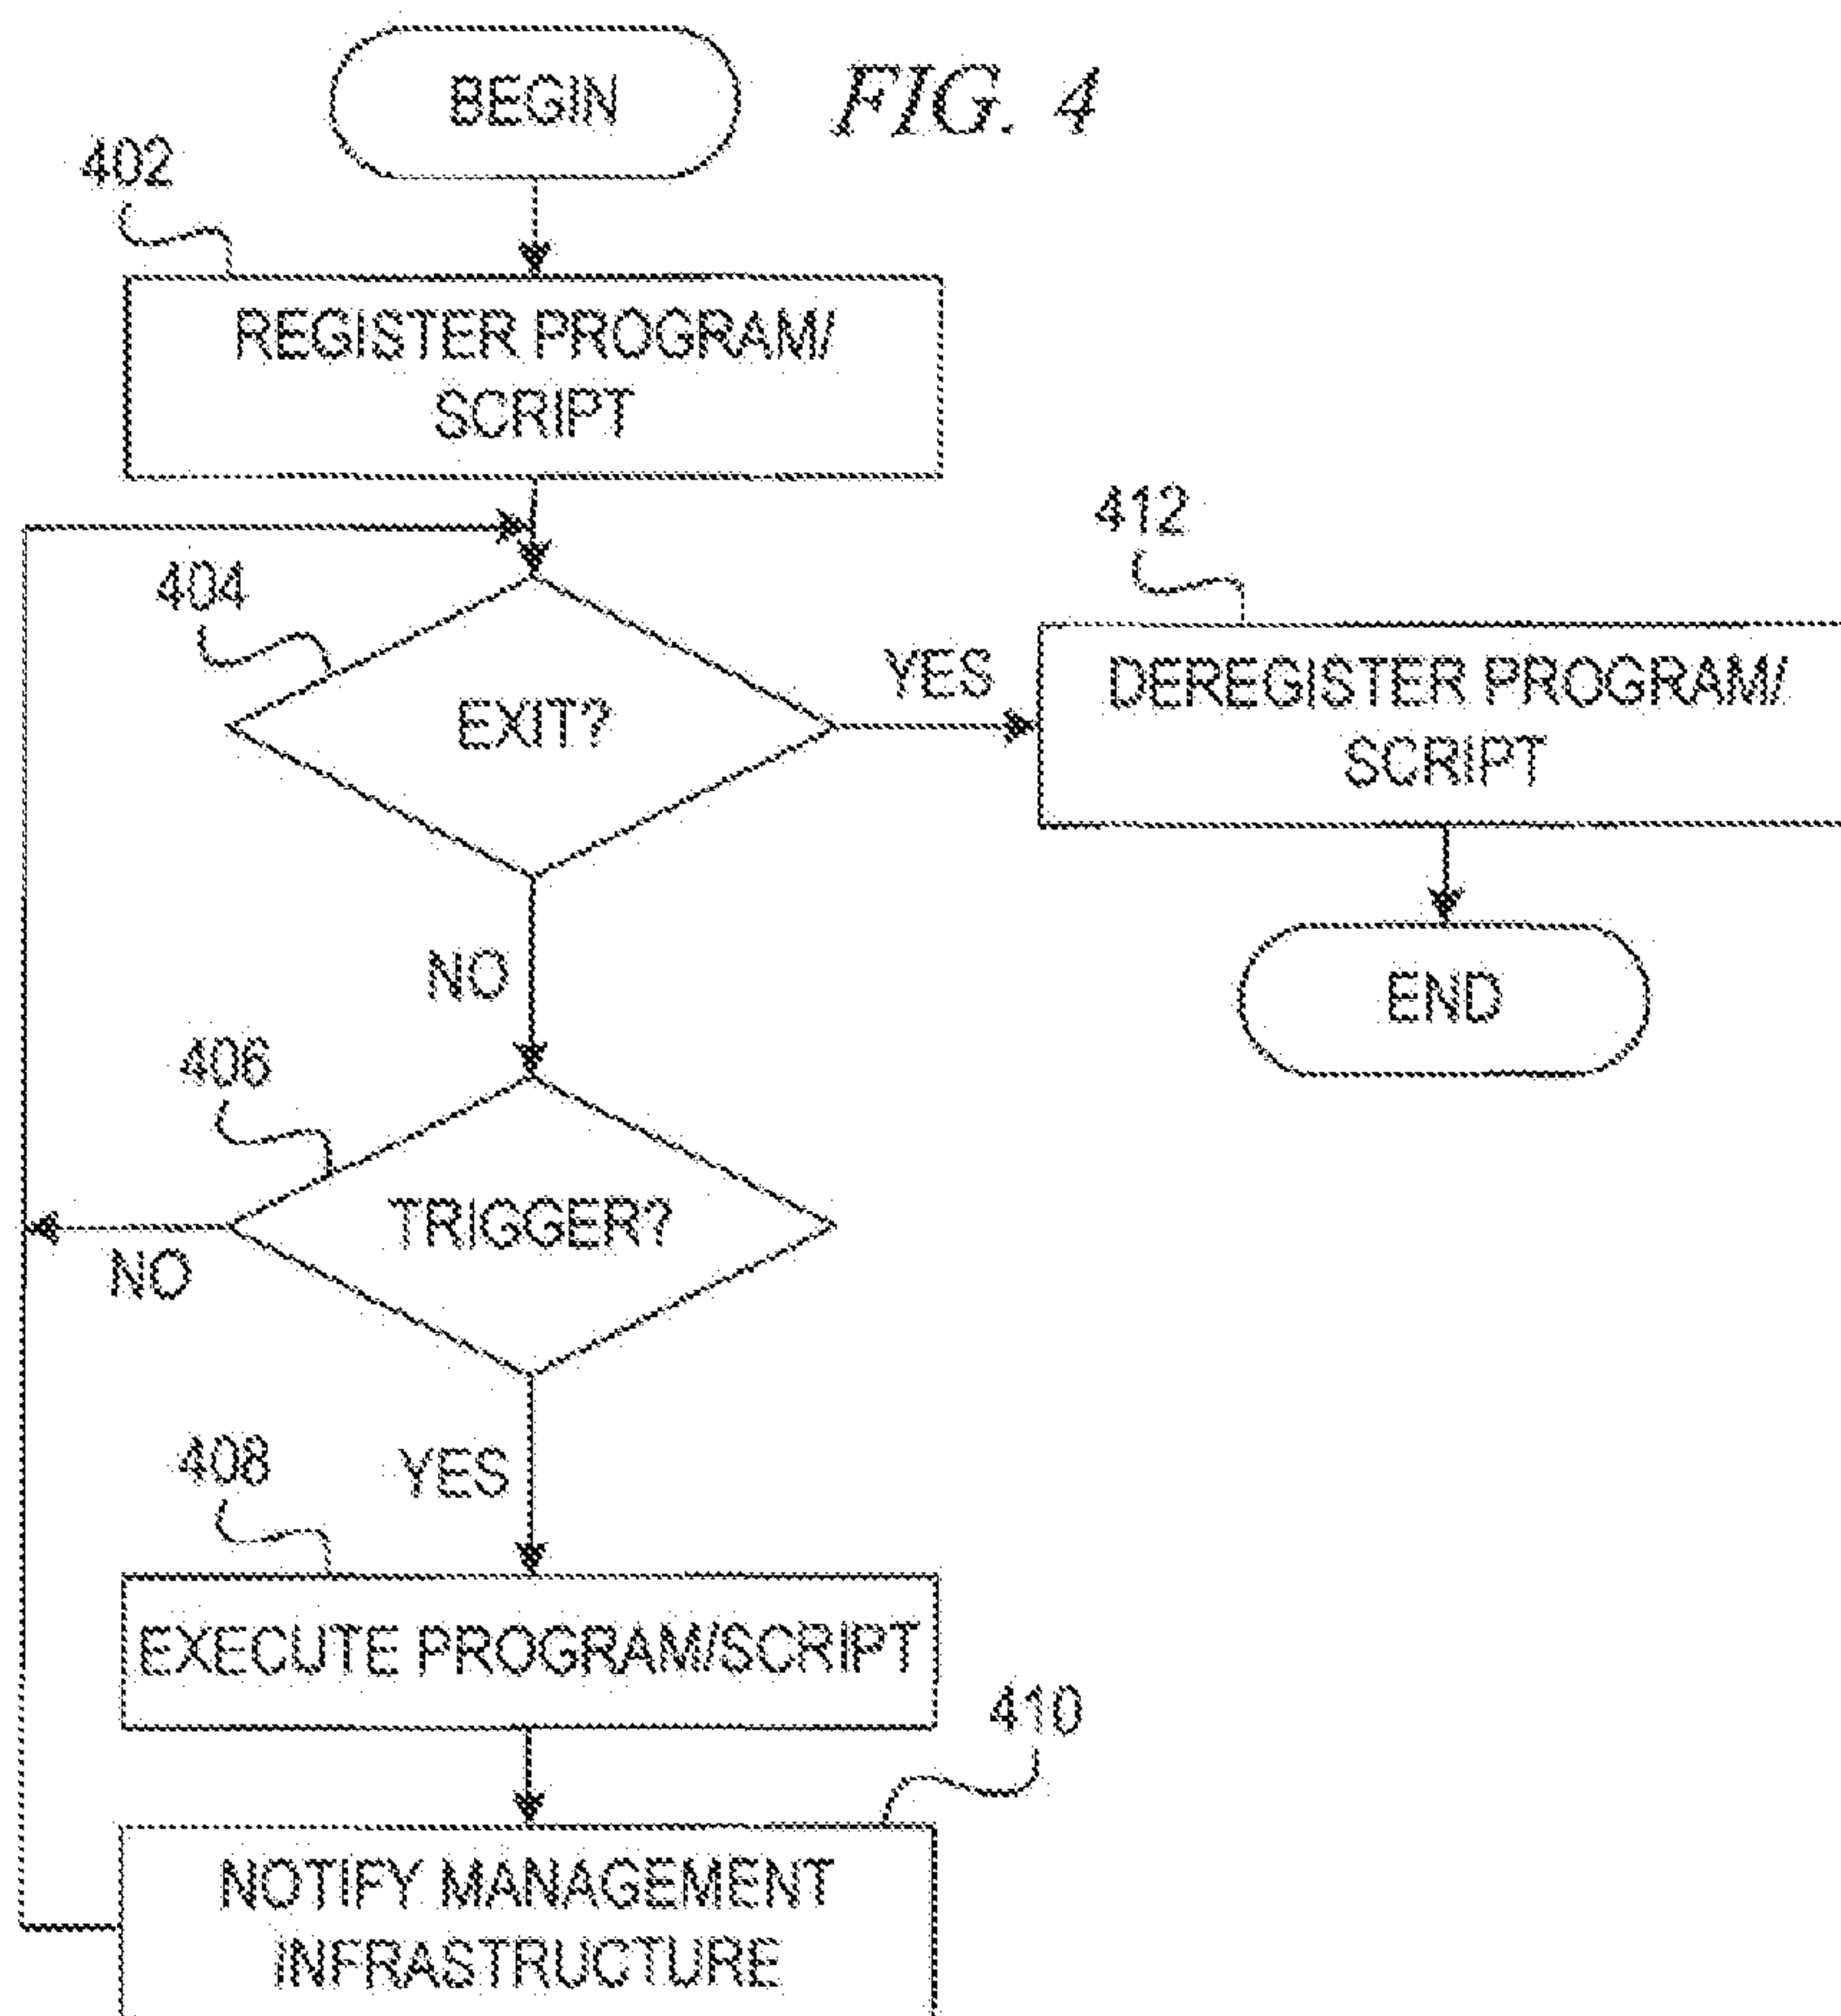 BEGIN
FIG. 4
402
REGISTER PROGRAM/
SCRIPT
404
EXIT?
YES
412
DEREGISTER PROGRAM/
SCRIPT
END
NO
406
TRIGGER?
NO
YES
408
EXECUTE PROGRAM/SCRIPT
410
NOTIFY MANAGEMENT
INFRASTRUCTURE